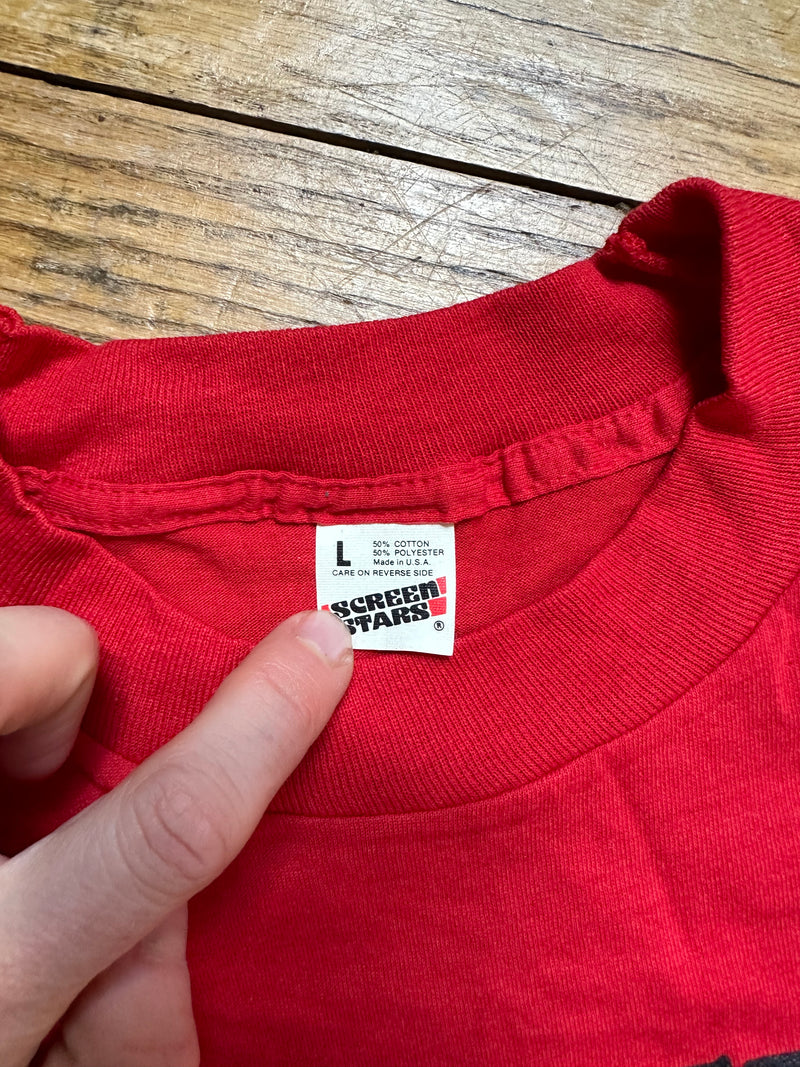 L
50% COTTON
50% POLYESTER
Made in U.S.A.
CARE ON REVERSE SIDE
SCREEN
STARS ®